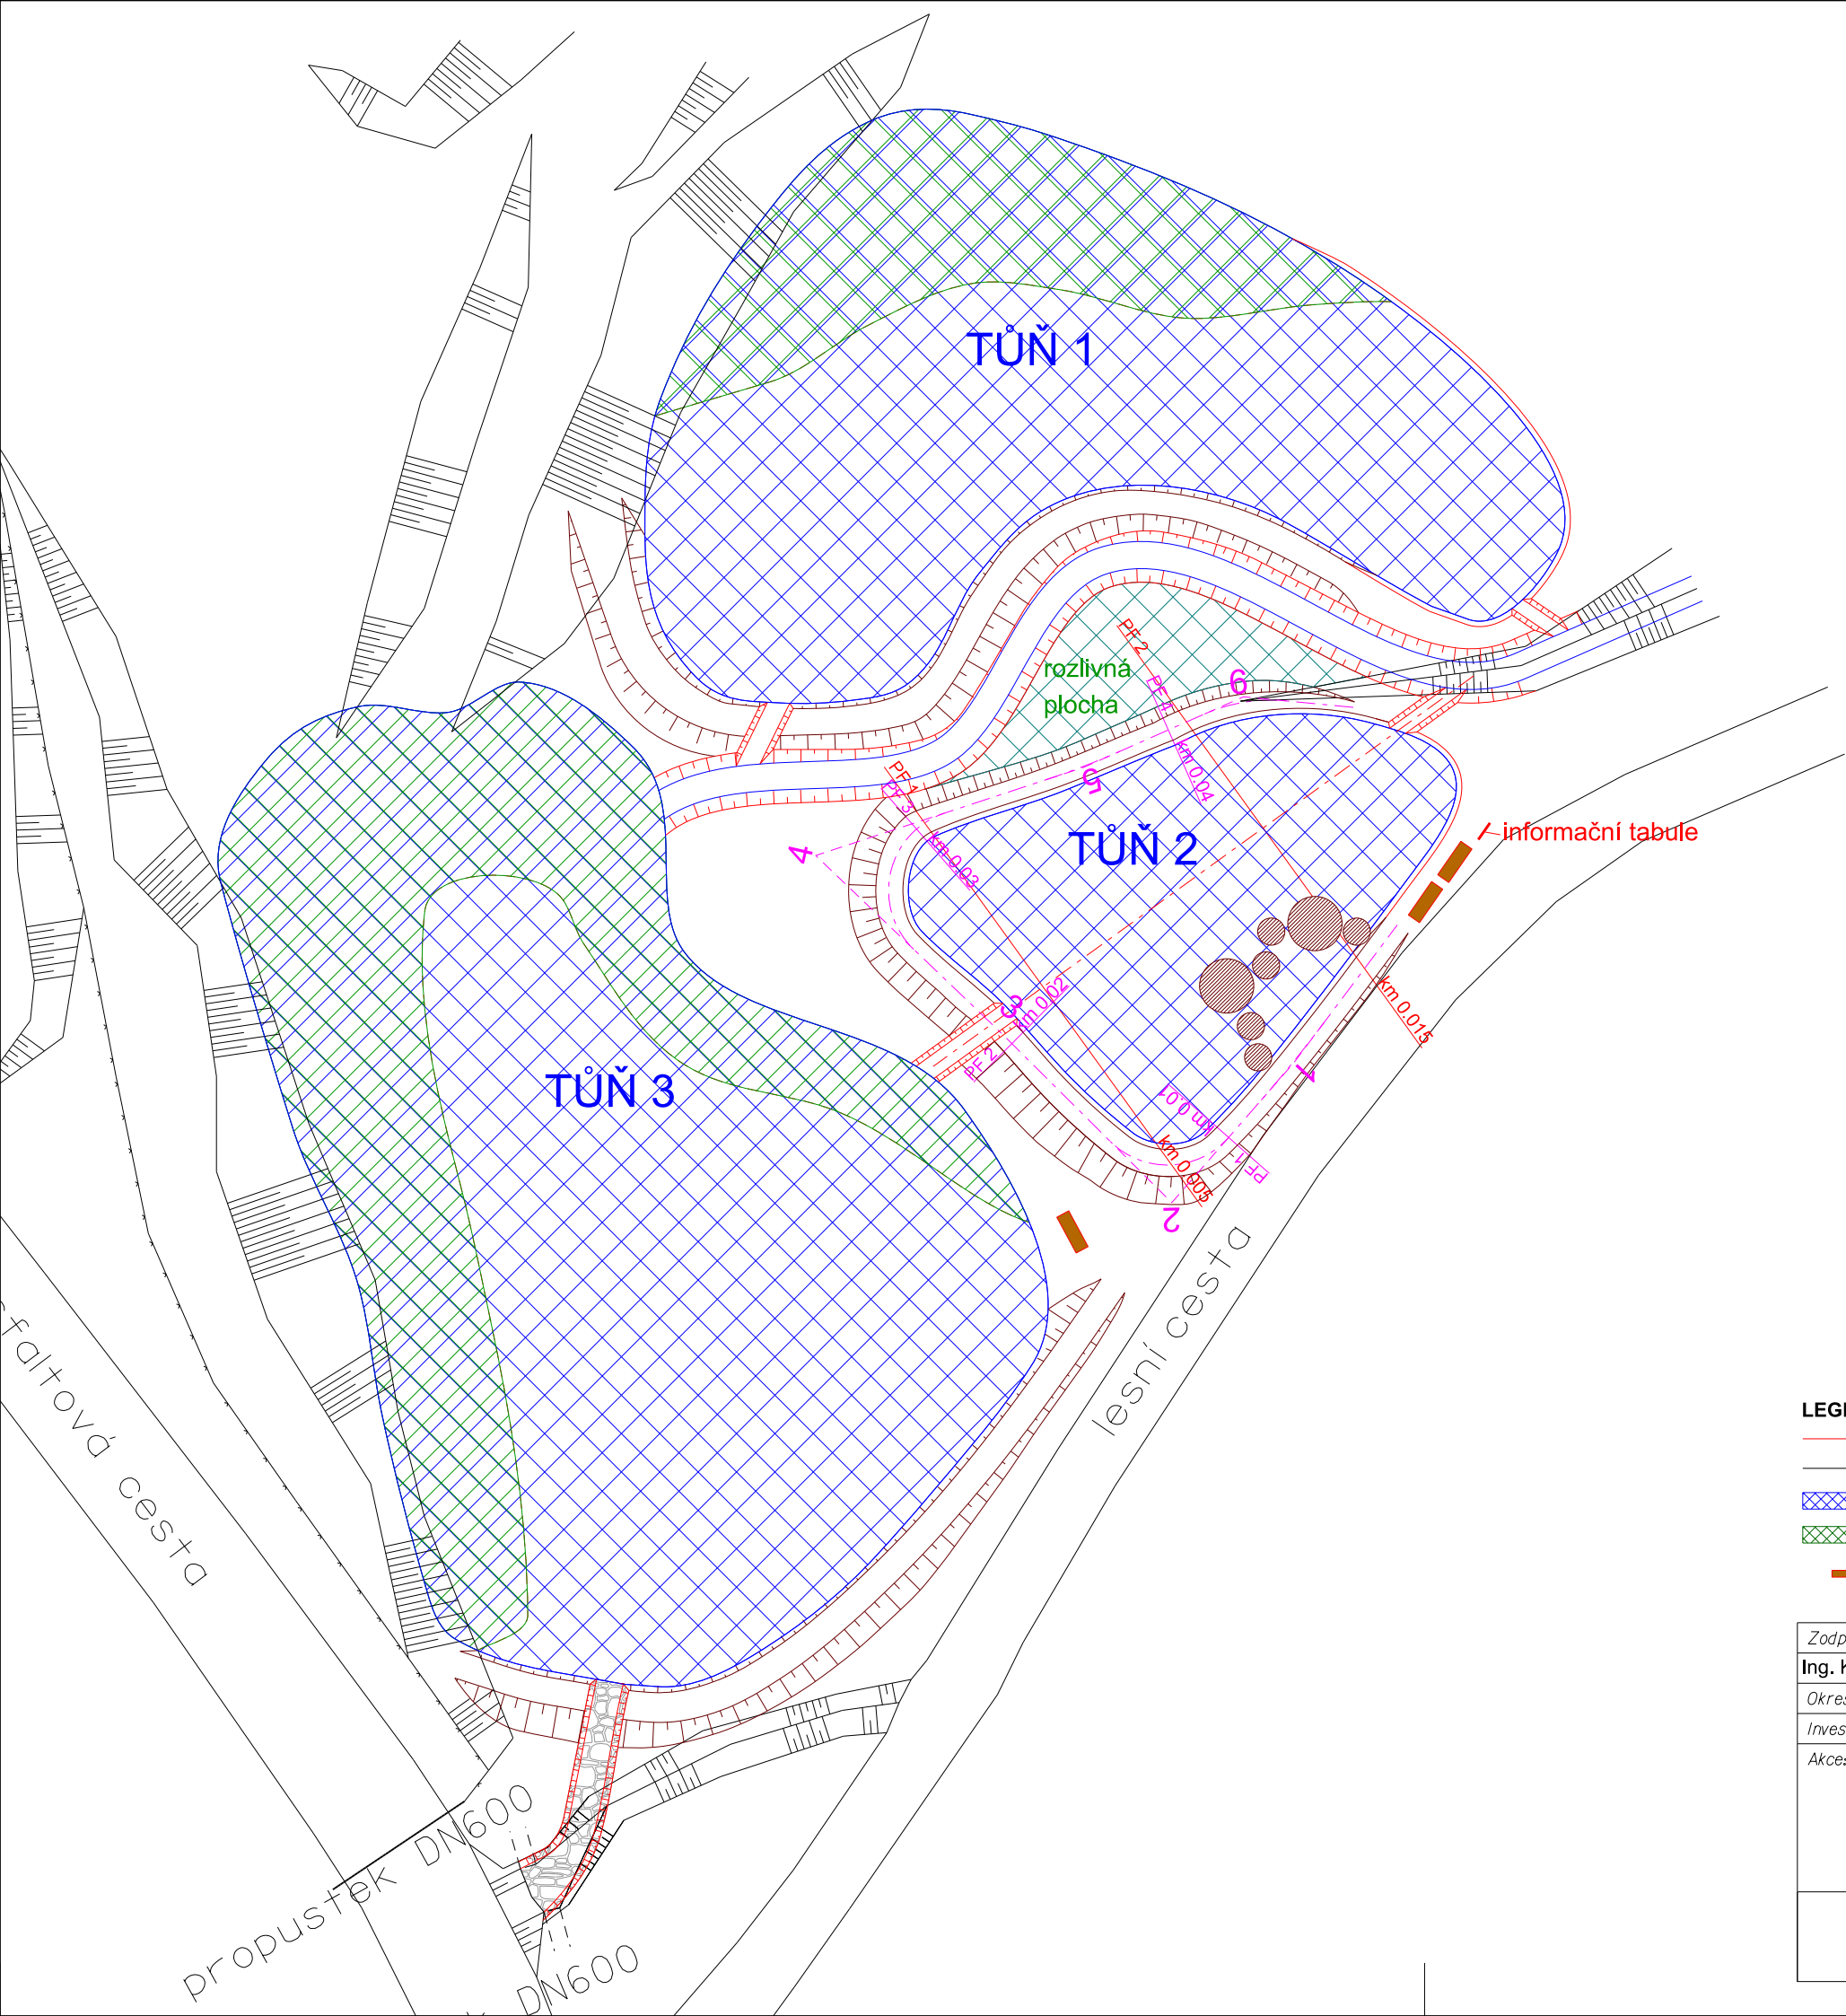 TŮŇ 1
PF 2
rozlivná
plocha
PF 4
6
km 0.04
PF 1
PF 3
5
4
km 0.03
TŮŇ 2
informační tabule
3
km 0.02
PF 2
km 0.015
1
km 0.01
PF 1
km 0.005
2
TŮŇ 3
lesní cesta
faltová cesta
propustek DN600
k DN600
LEGE
Zodp
Ing. K
Okres
Inves
Akce: